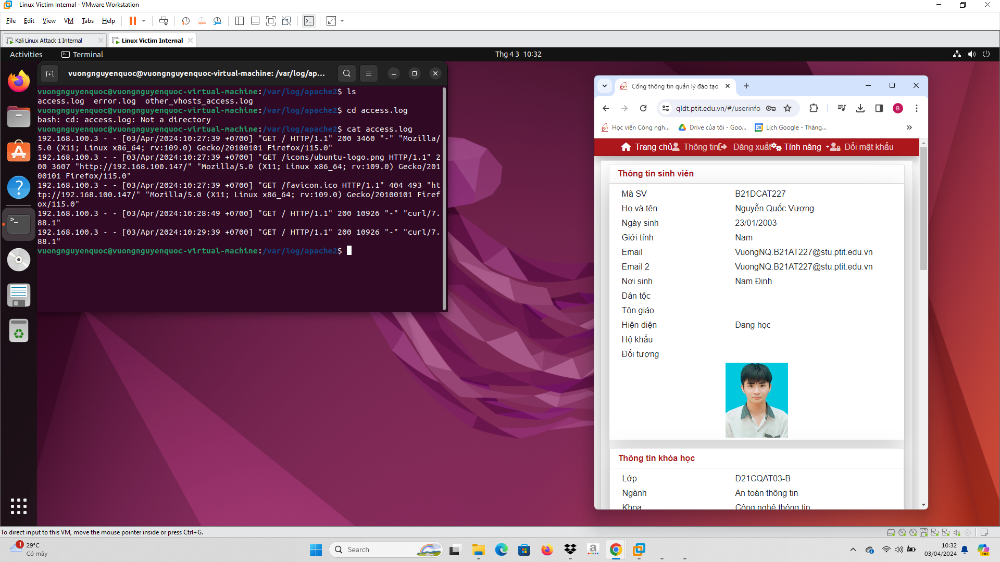 Linux Victim Internal - VMware Workstation
File Edit View VM Tabs Help
Kali Linux Attack 1 Internal
Linux Victim Internal
Activities
Terminal
Thg 4 3 10:32
vuongnguyenquoc@vuongnguyenquoc-virtual-machine: /var/log/ap...
vuongnguyenquoc@vuongnguyenquoc-virtual-machine:/var/log/apache2$ ls
access.log  error.log  other_vhosts_access.log
vuongnguyenquoc@vuongnguyenquoc-virtual-machine:/var/log/apache2$ cd access.log
bash: cd: access.log: Not a directory
vuongnguyenquoc@vuongnguyenquoc-virtual-machine:/var/log/apache2$ cat access.log
192.168.100.3 - - [03/Apr/2024:10:27:39 +0700] "GET / HTTP/1.1" 200 3460 "-" "Mozilla/
5.0 (X11; Linux x86_64; rv:109.0) Gecko/20100101 Firefox/115.0"
192.168.100.3 - - [03/Apr/2024:10:27:39 +0700] "GET /icons/ubuntu-logo.png HTTP/1.1" 2
00 3607 "http://192.168.100.147/" "Mozilla/5.0 (X11; Linux x86_64; rv:109.0) Gecko/201
00101 Firefox/115.0"
192.168.100.3 - - [03/Apr/2024:10:27:39 +0700] "GET /favicon.ico HTTP/1.1" 404 493 "ht
tp://192.168.100.147/" "Mozilla/5.0 (X11; Linux x86_64; rv:109.0) Gecko/20100101 Firef
ox/115.0"
192.168.100.3 - - [03/Apr/2024:10:28:49 +0700] "GET / HTTP/1.1" 200 10926 "-" "curl/7.
88.1"
192.168.100.3 - - [03/Apr/2024:10:29:39 +0700] "GET / HTTP/1.1" 200 10926 "-" "curl/7.
88.1"
vuongnguyenquoc@vuongnguyenquoc-virtual-machine:/var/log/apache2$
Cổng thông tin quản lý đào tạo
qldt.ptit.edu.vn/#/userinfo
B
Học viện Công ngh...
Drive của tôi - Goo...
28
Lịch Google - Tháng...
Trang chủ Thông tin Đăng xuất Tính năng Đổi mật khẩu
Thông tin sinh viên
Mã SV B21DCAT227
Họ và tên Nguyễn Quốc Vượng
Ngày sinh 23/01/2003
Giới tính Nam
Email VuongNQ.B21AT227@stu.ptit.edu.vn
Email 2 VuongNQ.B21AT227@stu.ptit.edu.vn
Nơi sinh Nam Định
Dân tộc
Tôn giáo
Hiện diện Đang học
Hộ khẩu
Đối tượng
Thông tin khóa học
Lớp D21CQAT03-B
Ngành An toàn thông tin
Khoa Công nghệ thông tin
To direct input to this VM, move the mouse pointer inside or press Ctrl+G.
1
29°C
Có mây
Search
a
PRE
10:32
03/04/2024